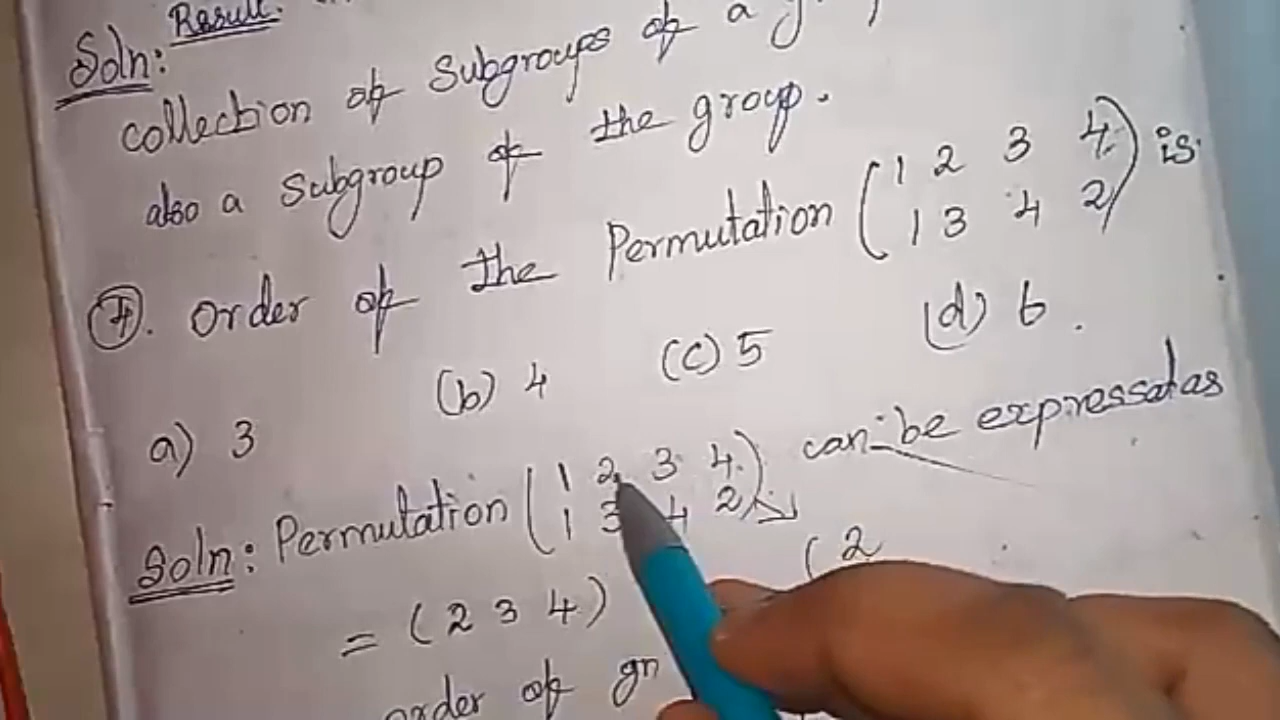 Result.
Soln:
collection of subgroups of a
also a subgroup of the group.
(1 2 3 4)
4. Order of the Permutation (1 3 4 2) is
a) 3 (b) 4 (c) 5 (d) 6.
(1 2 3 4)
Soln: Permutation (1 3 4 2) can be expressed as
= (2 3 4) (2
order of gn